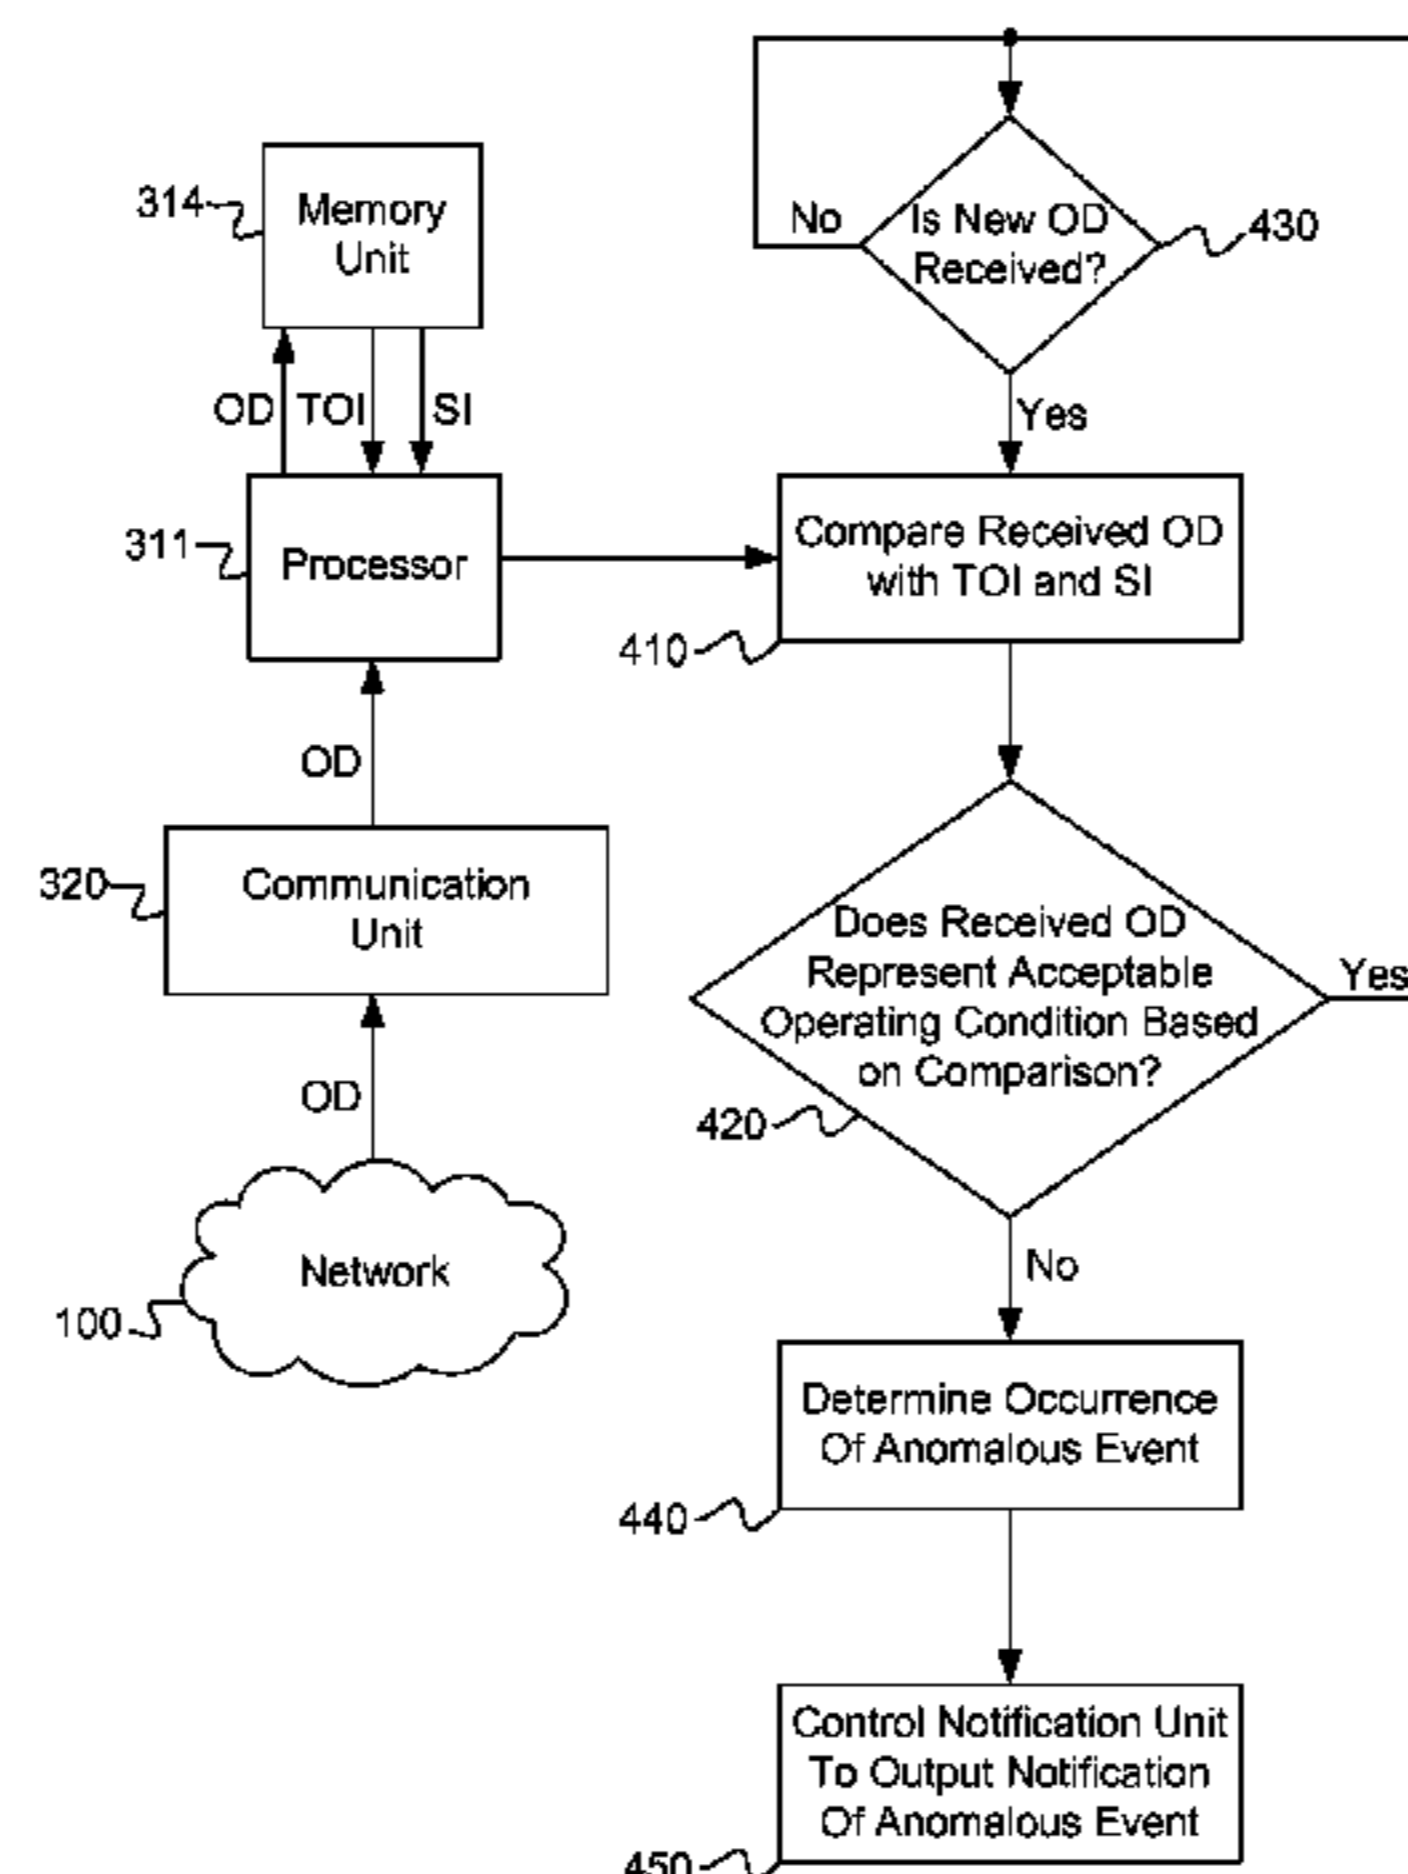 314
Memory
Unit
OD
TOI
SI
311
Processor
OD
320
Communication
Unit
OD
Network
100
No
Is New OD
Received?
430
Yes
Compare Received OD
with TOI and SI
410
Does Received OD
Represent Acceptable
Operating Condition Based
on Comparison?
Yes
420
No
Determine Occurrence
Of Anomalous Event
440
Control Notification Unit
To Output Notification
Of Anomalous Event
450